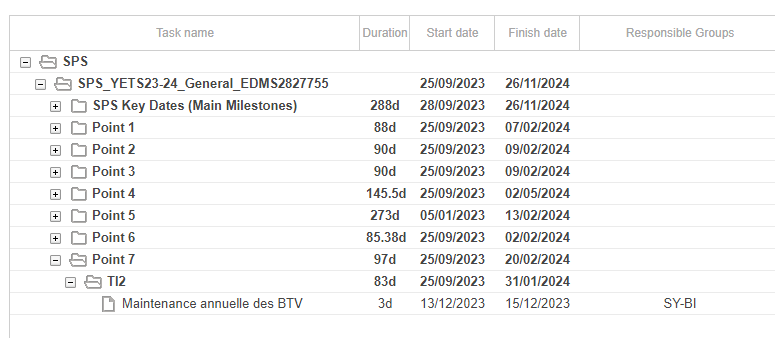 Task name Duration Start date Finish date Responsible Groups
SPS
SPS_YETS23-24_General_EDMS2827755 25/09/2023 26/11/2024
SPS Key Dates (Main Milestones) 288d 28/09/2023 26/11/2024
Point 1 88d 25/09/2023 07/02/2024
Point 2 90d 25/09/2023 09/02/2024
Point 3 90d 25/09/2023 09/02/2024
Point 4 145.5d 25/09/2023 02/05/2024
Point 5 273d 05/01/2023 13/02/2024
Point 6 85.38d 25/09/2023 02/02/2024
Point 7 97d 25/09/2023 20/02/2024
TI2 83d 25/09/2023 31/01/2024
Maintenance annuelle des BTV 3d 13/12/2023 15/12/2023 SY-BI